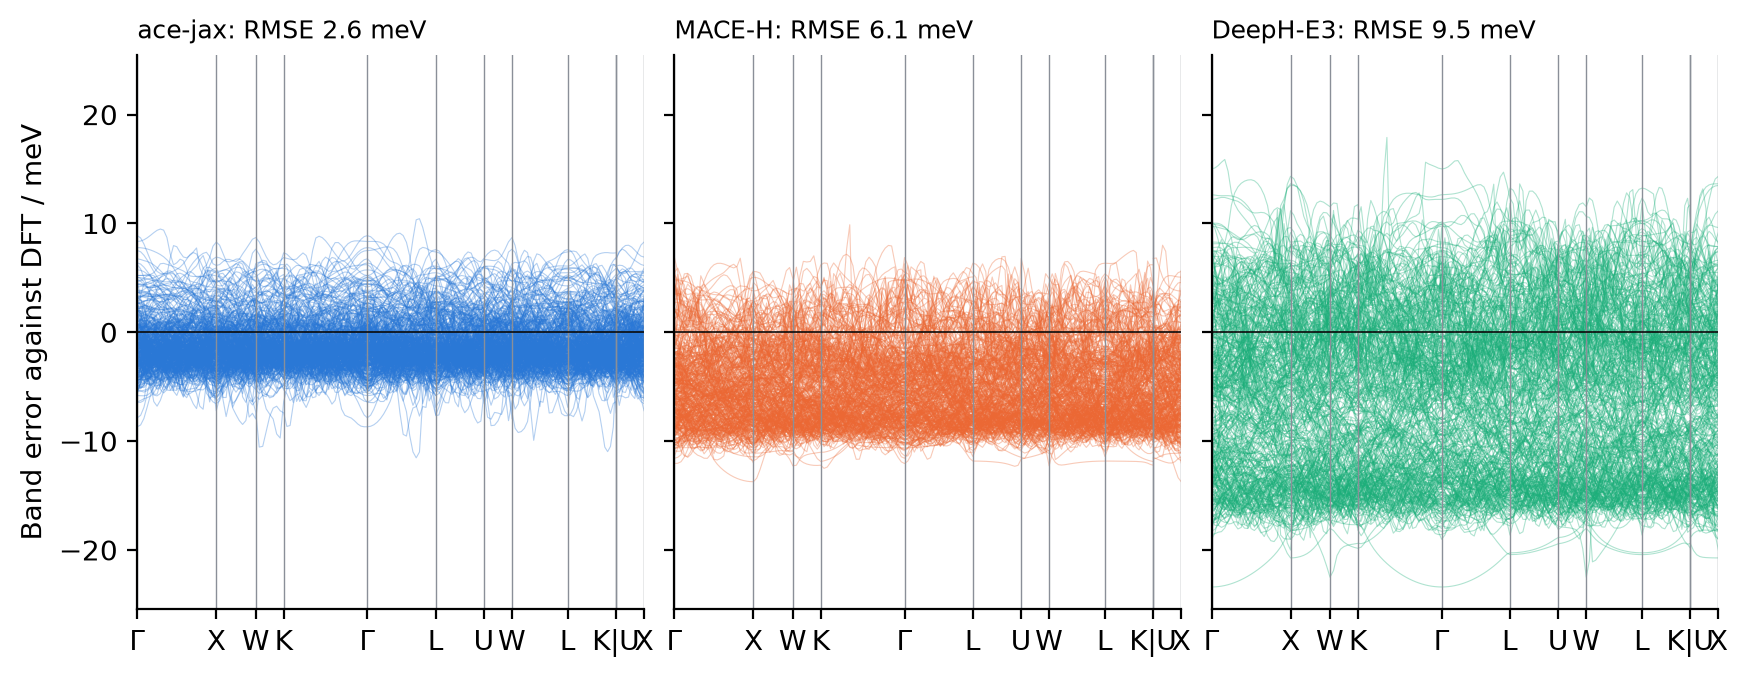 ace-jax: RMSE 2.6 meV
MACE-H: RMSE 6.1 meV
DeepH-E3: RMSE 9.5 meV
Band error against DFT / meV
20
10
0
−10
−20
Γ X W K Γ L U W L K|U X
Γ X W K Γ L U W L K|U X
Γ X W K Γ L U W L K|U X